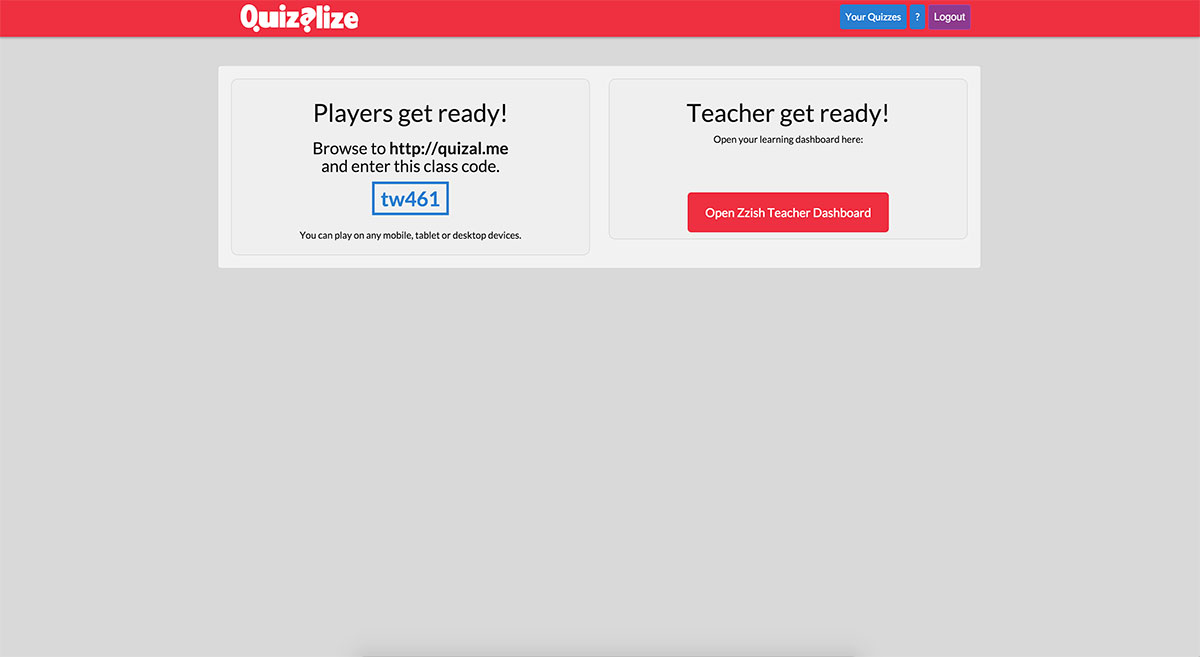 Quizalize
Your Quizzes
?
Logout
Players get ready!
Browse to http://quizal.me
and enter this class code.
tw461
You can play on any mobile, tablet or desktop devices.
Teacher get ready!
Open your learning dashboard here:
Open Zzish Teacher Dashboard